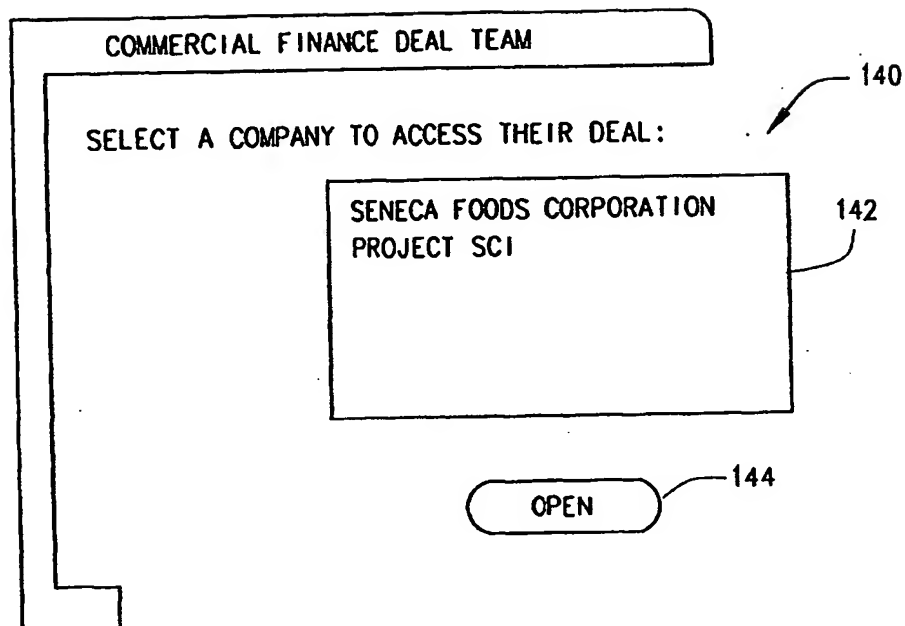 COMMERCIAL FINANCE DEAL TEAM
140
SELECT A COMPANY TO ACCESS THEIR DEAL:
SENECA FOODS CORPORATION
PROJECT SCI
142
OPEN
144